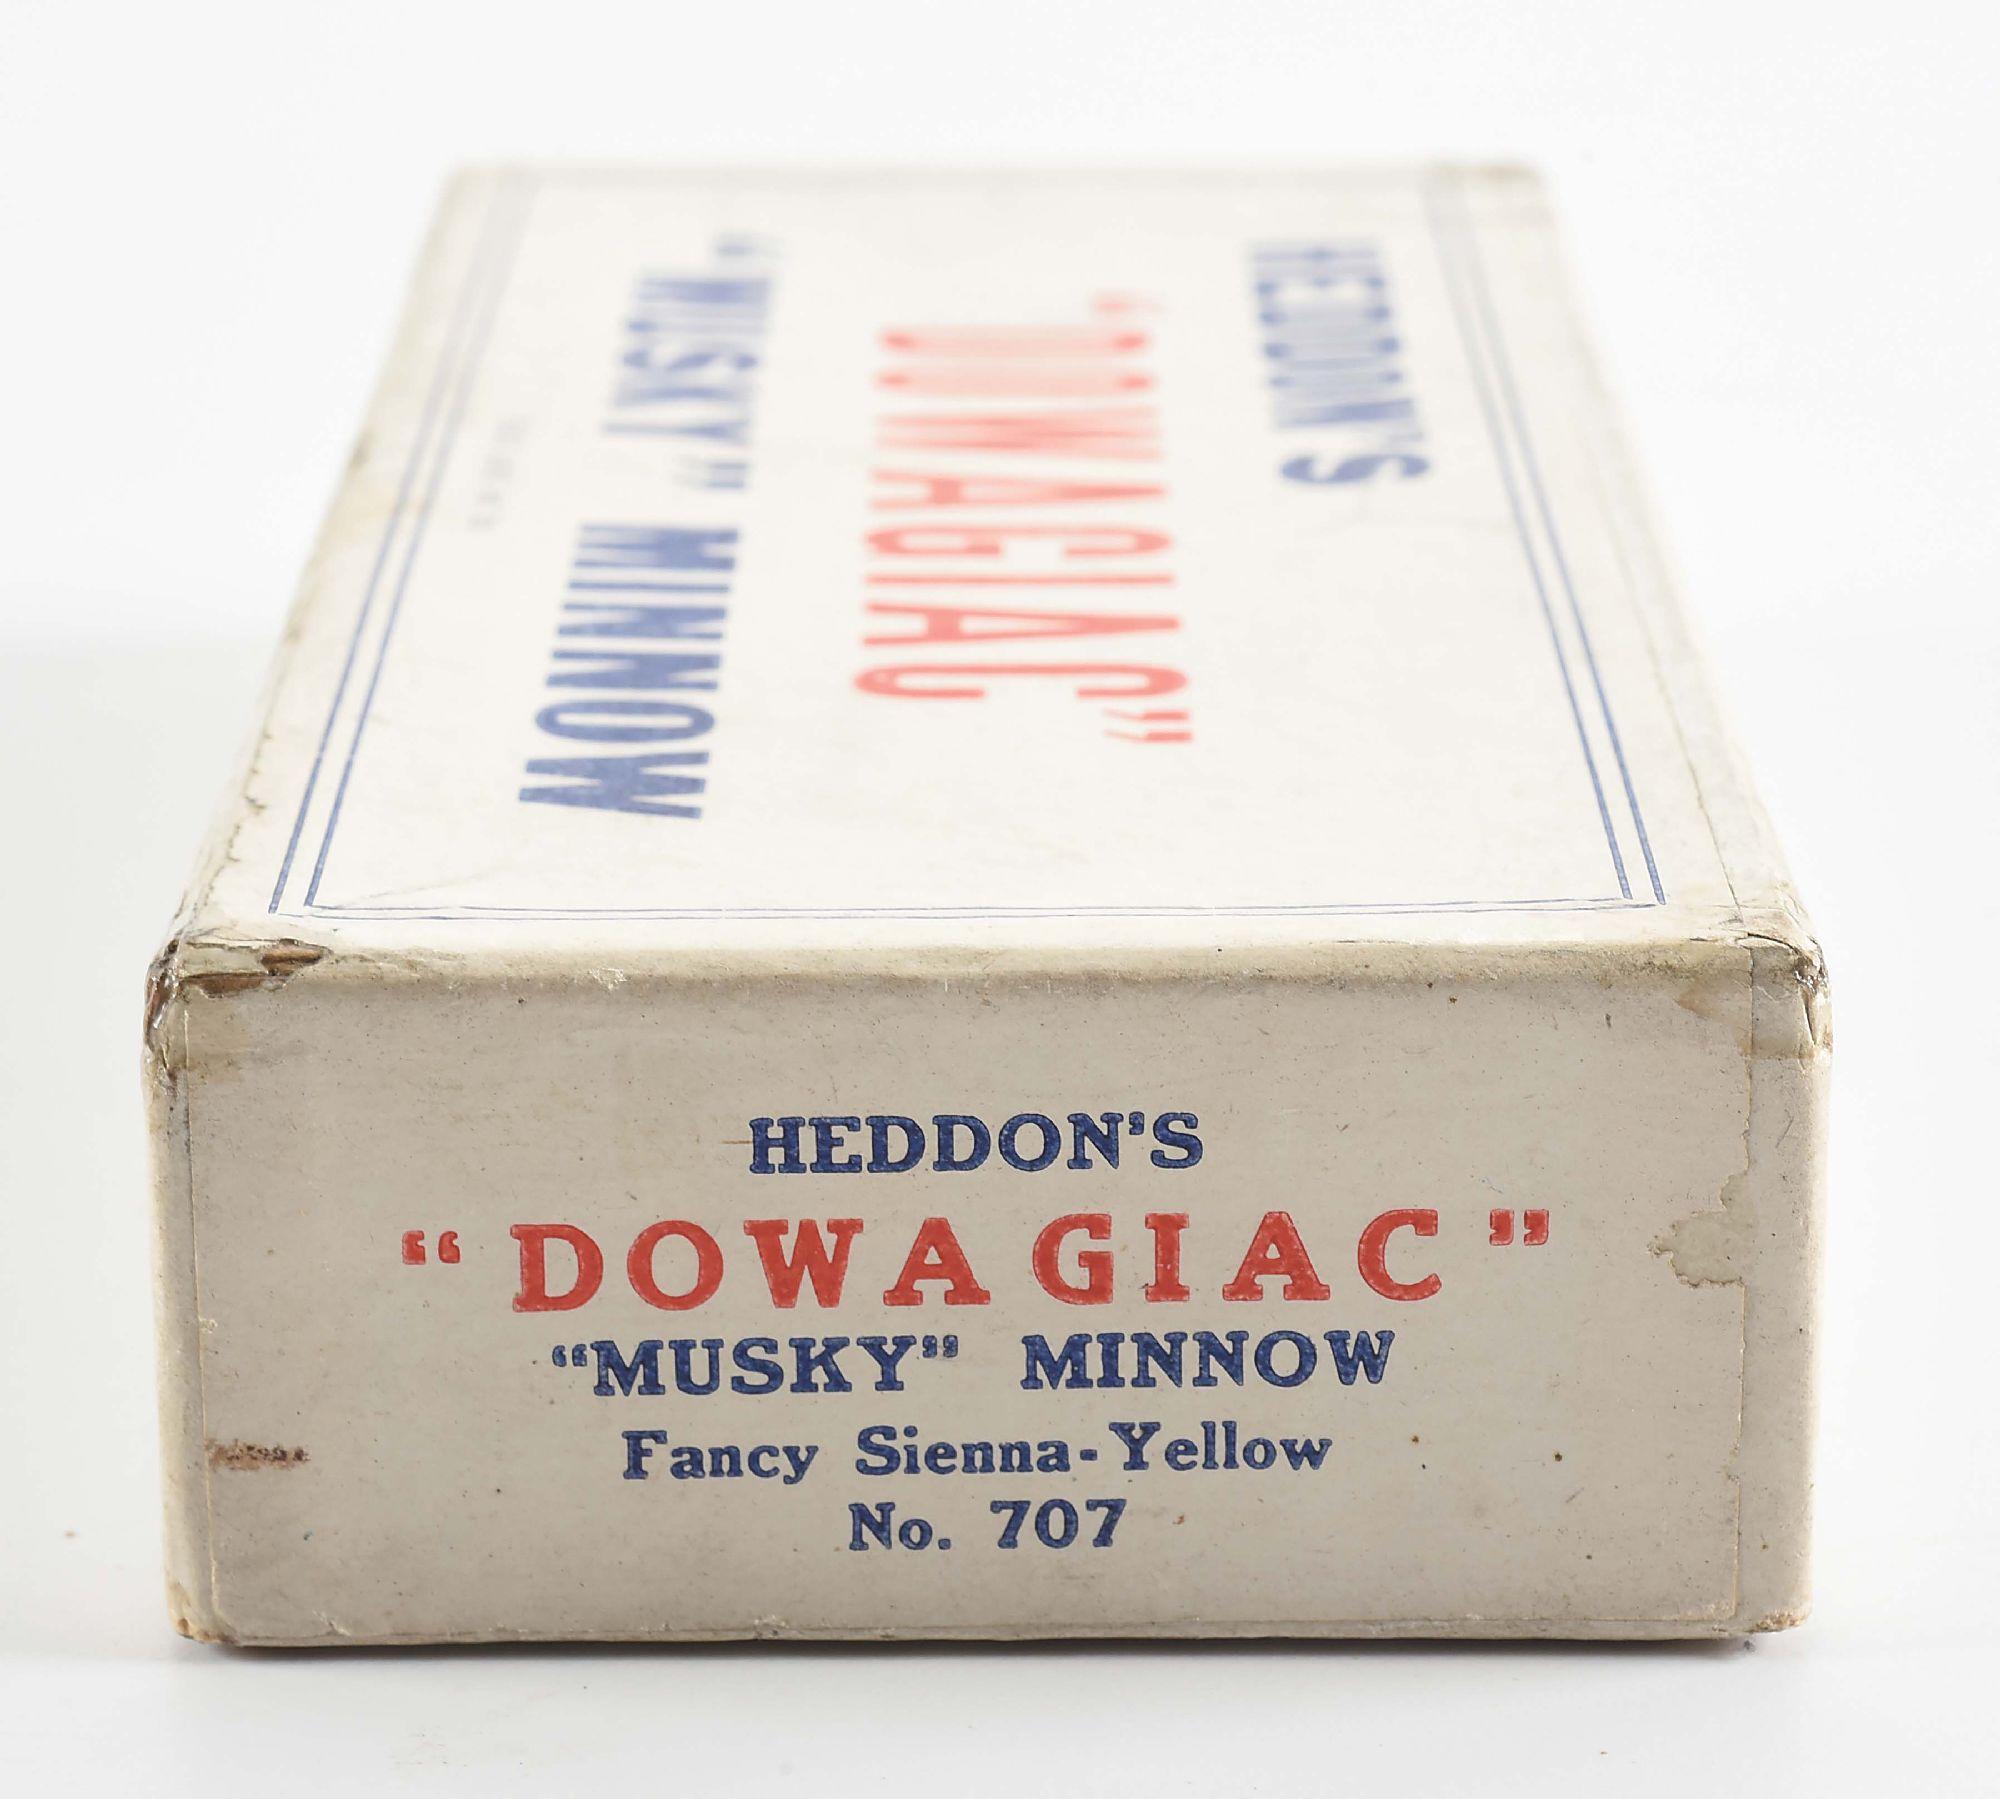 HEDDON'S
"DOWAGIAC"
"MUSKY" MINNOW
HEDDON'S
"DOWAGIAC"
"MUSKY" MINNOW
Fancy Sienna-Yellow
No. 707